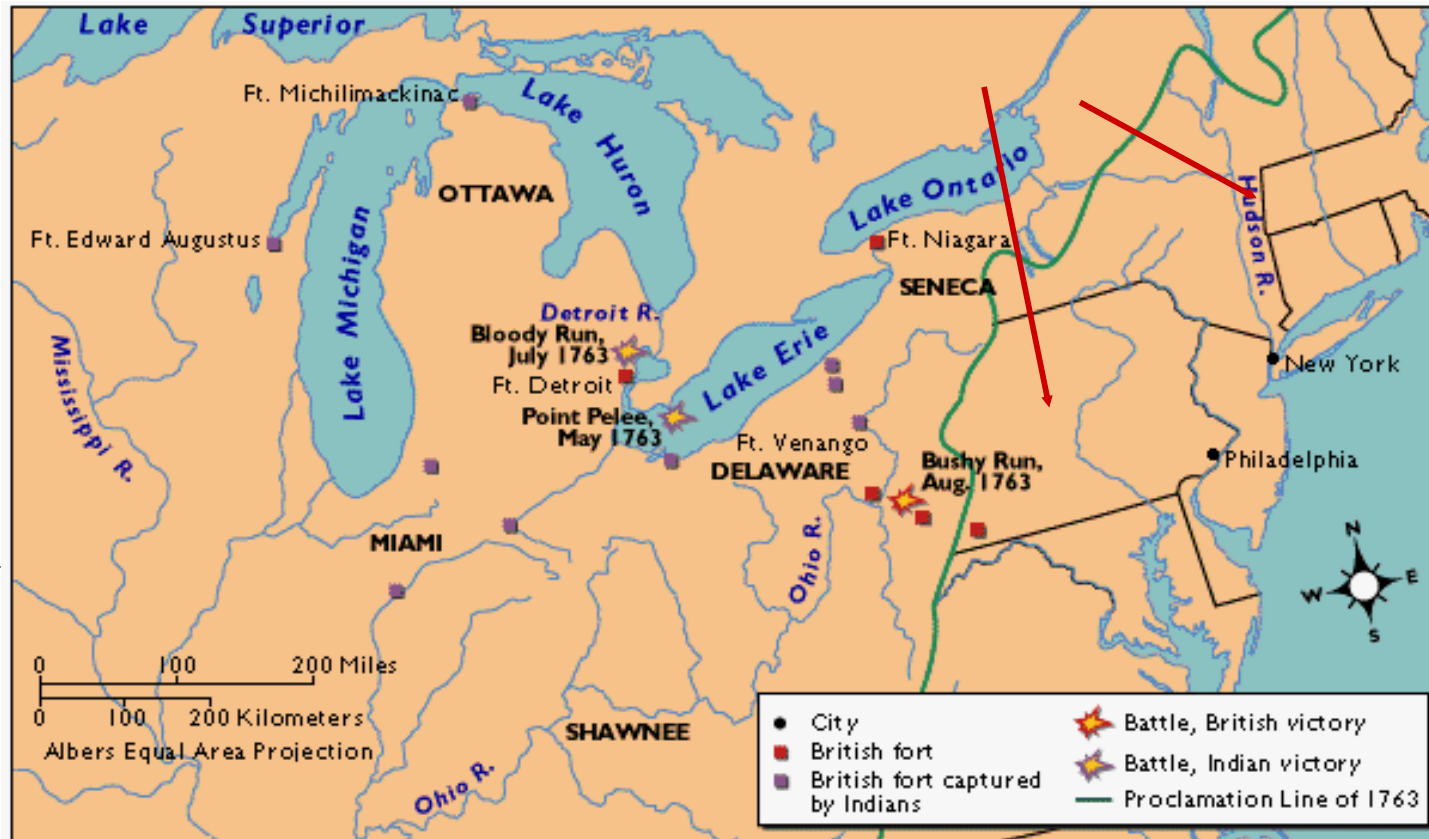 Lake Superior
Ft. Michilimackinac
Lake Huron
OTTAWA
Lake Ontario
Hudson R.
Ft. Edward Augustus
Ft. Niagara
SENECA
Lake Michigan
Detroit R.
Bloody Run,
July 1763
Lake Erie
Mississippi R.
Ft. Detroit
New York
Point Pelee,
May 1763
Ft. Venango
DELAWARE
Bushy Run,
Aug. 1763
Philadelphia
MIAMI
Ohio R.
N
W
E
S
0 100 200 Miles
0 100 200 Kilometers
Albers Equal Area Projection
SHAWNEE
Ohio R.
City
British fort
British fort captured
by Indians
Battle, British victory
Battle, Indian victory
Proclamation Line of 1763